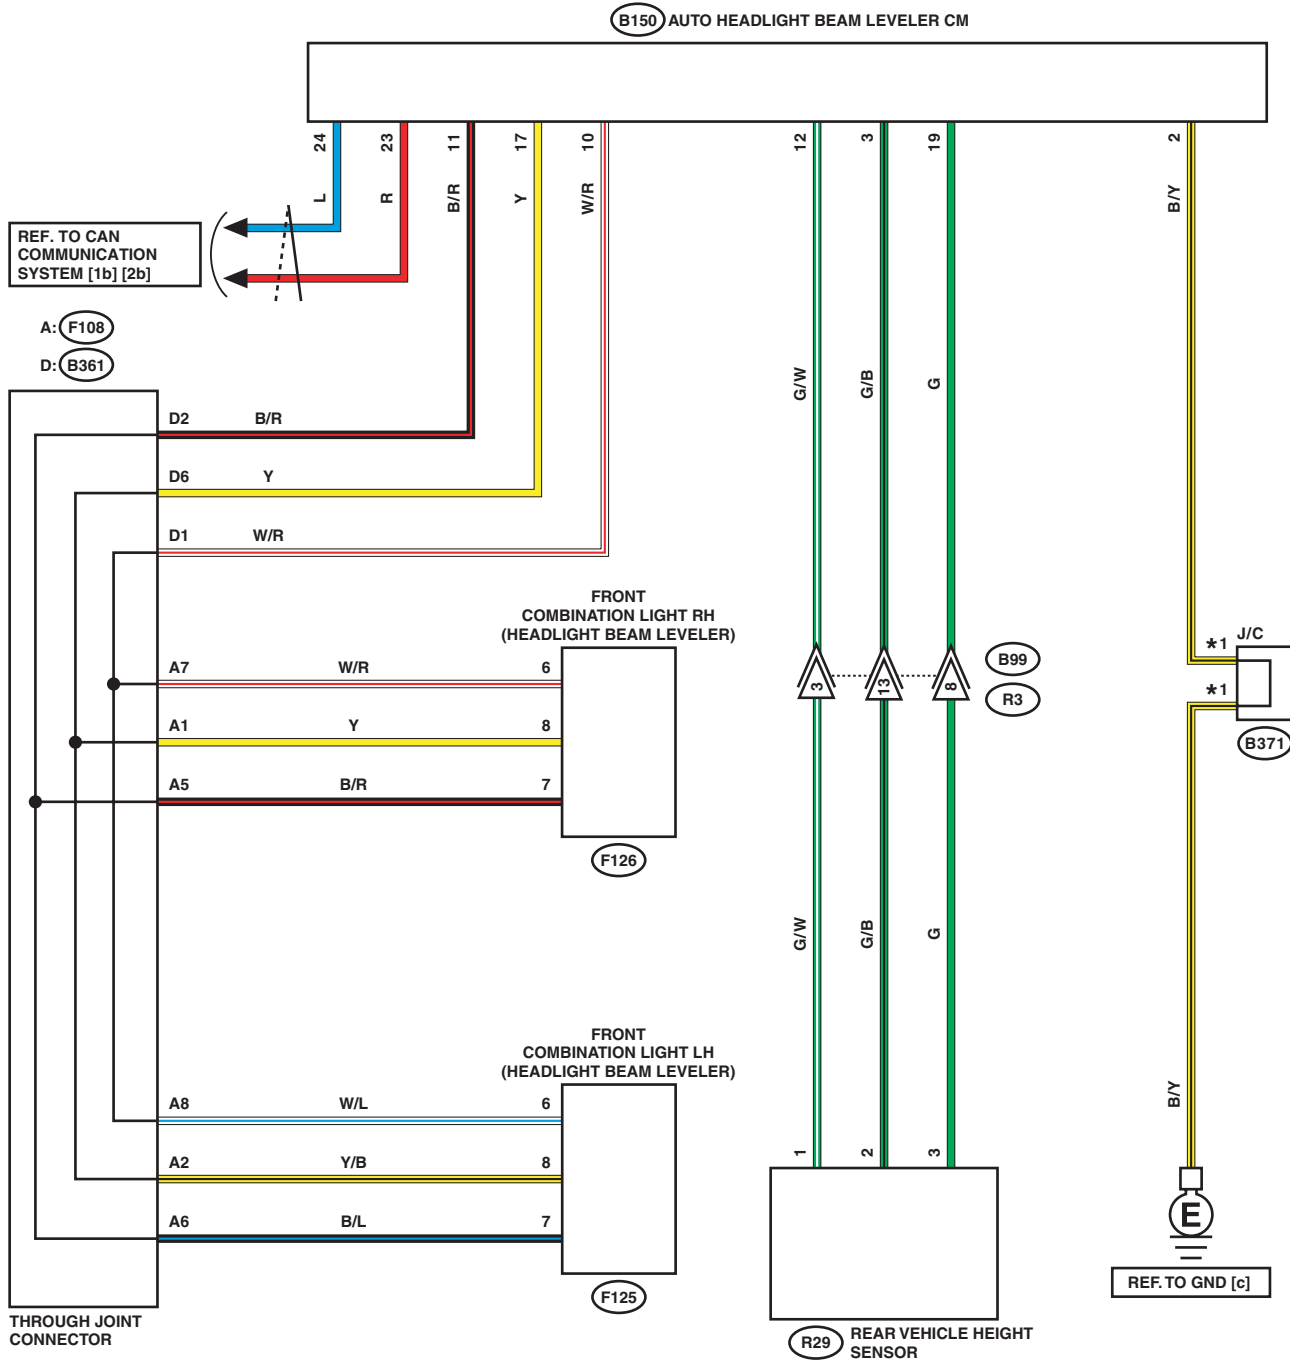 B150 AUTO HEADLIGHT BEAM LEVELER CM
24
23
11
17
10
12
3
19
2
L
R
B/R
Y
W/R
B/Y
REF. TO CAN
COMMUNICATION
SYSTEM [1b] [2b]
A: F108
D: B361
G/W
G/B
G
D2 B/R
D6 Y
D1 W/R
FRONT
COMBINATION LIGHT RH
(HEADLIGHT BEAM LEVELER)
A7 W/R 6
A1 Y 8
A5 B/R 7
F126
3
13
8
B99
R3
*1 J/C
*1
B371
G/W
G/B
G
FRONT
COMBINATION LIGHT LH
(HEADLIGHT BEAM LEVELER)
A8 W/L 6
A2 Y/B 8
A6 B/L 7
F125
1
2
3
B/Y
E
REF. TO GND [c]
THROUGH JOINT
CONNECTOR
R29 REAR VEHICLE HEIGHT
SENSOR